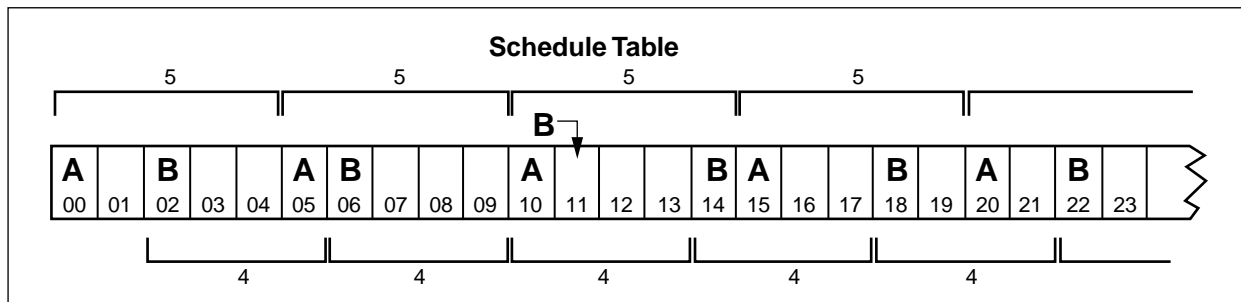 Schedule Table
5 5 5 5
B
A B A B A B A B A B
00 01 02 03 04 05 06 07 08 09 10 11 12 13 14 15 16 17 18 19 20 21 22 23
4 4 4 4 4